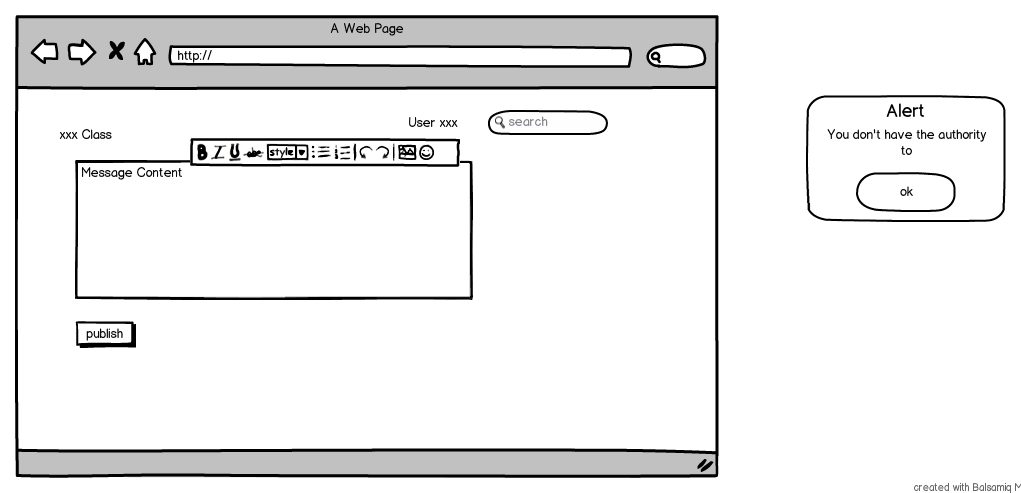 A Web Page
http://
User xxx
search
xxx Class
B I U abc style
Message Content
publish
Alert
You don't have the authority
to
ok
created with Balsamiq M